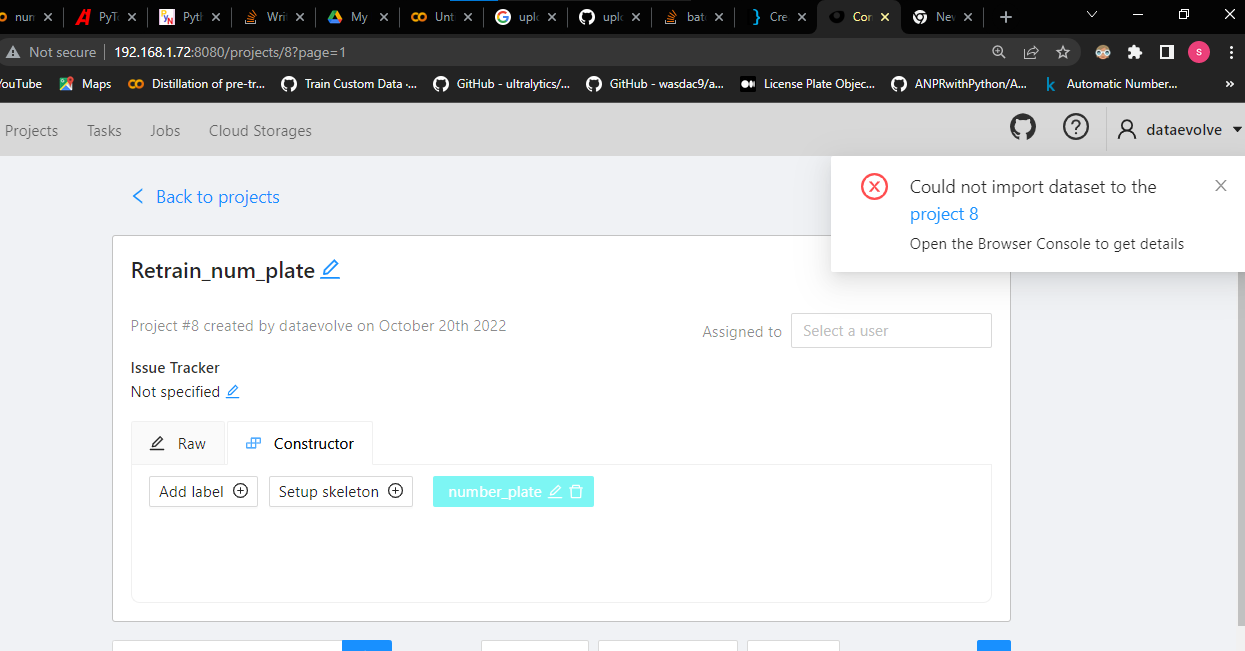 nun PyTo Pyth Writ My Unt uplo uplo bat Cre Cor Nev
Not secure 192.168.1.72:8080/projects/8?page=1 s
ouTube Maps Distillation of pre-tr... Train Custom Data ·... GitHub - ultralytics/... GitHub - wasdac9/a... License Plate Objec... ANPRwithPython/A... Automatic Number... »
Projects Tasks Jobs Cloud Storages dataevolve
Could not import dataset to the
project 8
Open the Browser Console to get details
Back to projects
Retrain_num_plate
Project #8 created by dataevolve on October 20th 2022
Assigned to Select a user
Issue Tracker
Not specified
Raw Constructor
Add label Setup skeleton number_plate